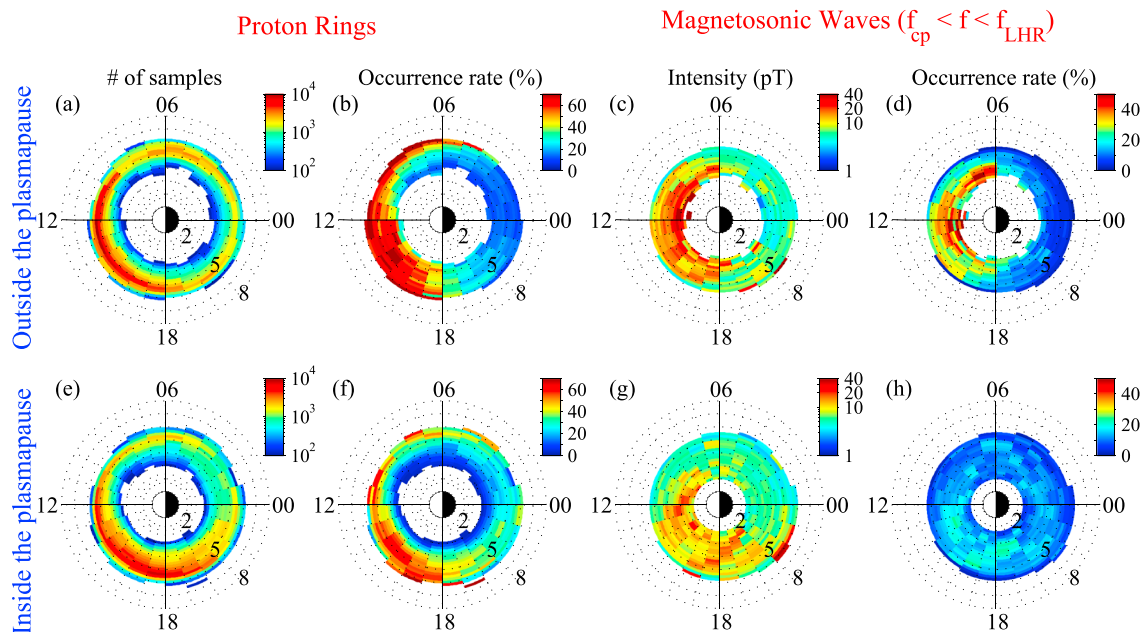 Proton Rings
Magnetosonic Waves (f_cp < f < f_LHR)
Outside the plasmapause
# of samples
Occurrence rate (%)
Intensity (pT)
Occurrence rate (%)
(a) 06 12 00 18 2 5 8
10^4
10^3
10^2
(b) 06 12 00 18 2 5 8
60
40
20
0
(c) 06 12 00 18 2 5 8
40
20
10
1
(d) 06 12 00 18 2 5 8
40
20
0
Inside the plasmapause
(e) 06 12 00 18 2 5 8
10^4
10^3
10^2
(f) 06 12 00 18 2 5 8
60
40
20
0
(g) 06 12 00 18 2 5 8
40
20
10
1
(h) 06 12 00 18 2 5 8
40
20
0